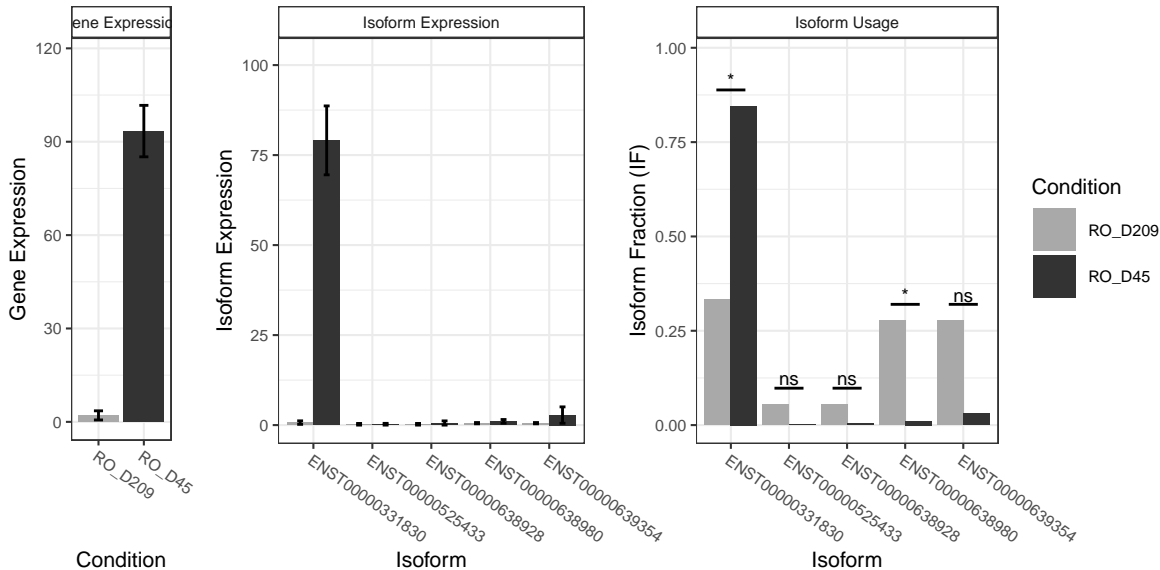 ene Expressio
Isoform Expression
Isoform Usage
Gene Expression
120
90
60
30
0
RO_D209
RO_D45
Condition
Isoform Expression
100
75
50
25
0
ENST00000331830
ENST00000525433
ENST00000638928
ENST00000638980
ENST00000639354
Isoform
Isoform Fraction (IF)
1.00
0.75
0.50
0.25
0.00
*
ns
ns
*
ns
ENST00000331830
ENST00000525433
ENST00000638928
ENST00000638980
ENST00000639354
Isoform
Condition
RO_D209
RO_D45